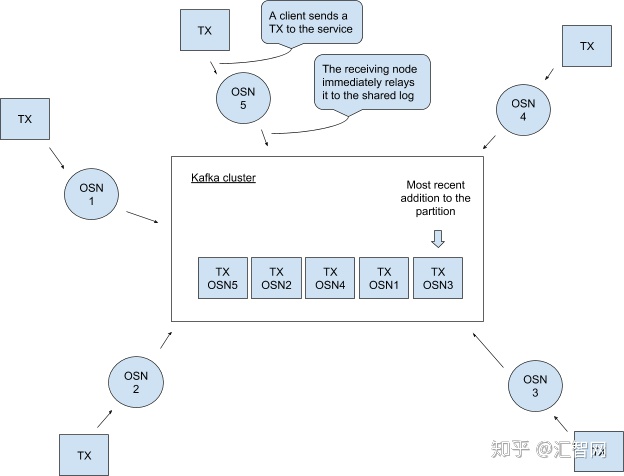 TX
A client sends a
TX to the service
TX
OSN
5
The receiving node
immediately relays
it to the shared log
OSN
4
TX
OSN
1
Kafka cluster
Most recent
addition to the
partition
TX
OSN5
TX
OSN2
TX
OSN4
TX
OSN1
TX
OSN3
OSN
2
OSN
3
TX
TX
知乎 @汇智网